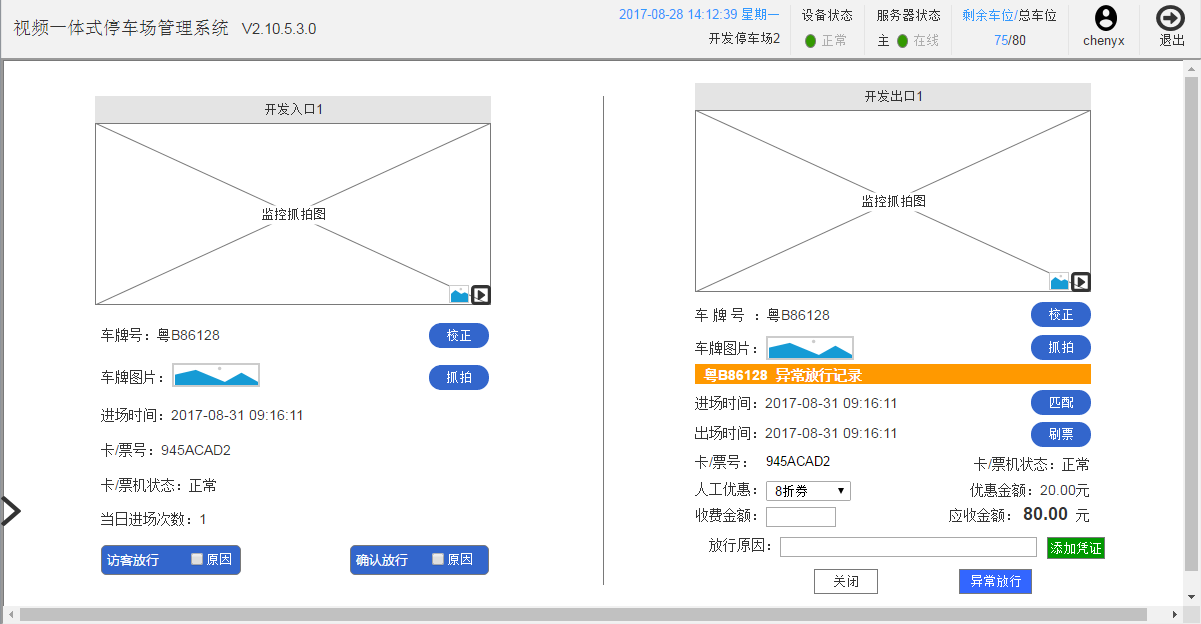 视频一体式停车场管理系统 V2.10.5.3.0
2017-08-28 14:12:39 星期一
开发停车场2
设备状态
正常
服务器状态
主 在线
剩余车位/总车位
75/80
chenyx
退出
开发入口1
监控抓拍图
车牌号：粤B86128
校正
车牌图片：
抓拍
进场时间：2017-08-31 09:16:11
卡/票号：945ACAD2
卡/票机状态：正常
当日进场次数：1
访客放行 原因
确认放行 原因
开发出口1
监控抓拍图
车 牌 号 ：粤B86128
校正
车牌图片：
抓拍
粤B86128 异常放行记录
进场时间：2017-08-31 09:16:11
匹配
出场时间：2017-08-31 09:16:11
刷票
卡/票号： 945ACAD2
卡/票机状态：正常
人工优惠： 8折券
优惠金额：20.00元
收费金额：
应收金额： 80.00 元
放行原因：
添加凭证
关闭
异常放行